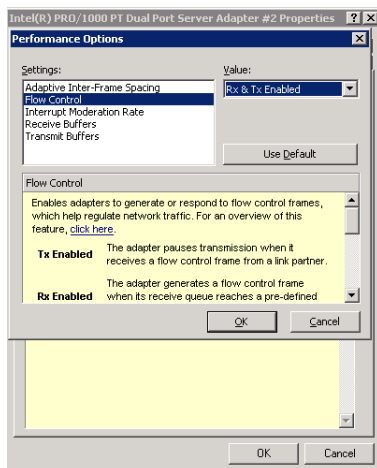 Intel(R) PRO/1000 PT Dual Port Server Adapter #2 Properties
Performance Options
Settings:
Value:
Adaptive Inter-Frame Spacing
Flow Control
Interrupt Moderation Rate
Receive Buffers
Transmit Buffers
Rx & Tx Enabled
Use Default
Flow Control
Enables adapters to generate or respond to flow control frames,
which help regulate network traffic. For an overview of this
feature, click here.
Tx Enabled
The adapter pauses transmission when it
receives a flow control frame from a link partner.
Rx Enabled
The adapter generates a flow control frame
when its receive queue reaches a pre-defined
OK
Cancel
OK
Cancel